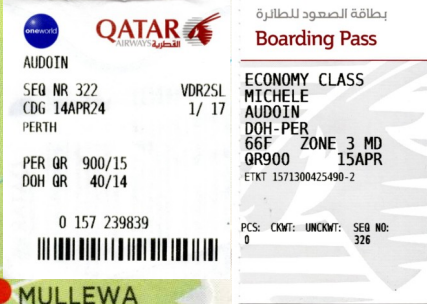 oneworld
QATAR
AIRWAYS القطرية
AUDOIN
SEQ NR 322 VDR2SL
CDG 14APR24 1/ 17
PERTH
PER QR 900/15
DOH QR 40/14
0 157 239839
MULLEWA
بطاقة الصعود للطائرة
Boarding Pass
ECONOMY CLASS
MICHELE
AUDOIN
DOH-PER
66F ZONE 3 MD
QR900 15APR
ETKT 1571300425490-2
PCS: CKWT: UNCKWT: SEQ NO:
0 326